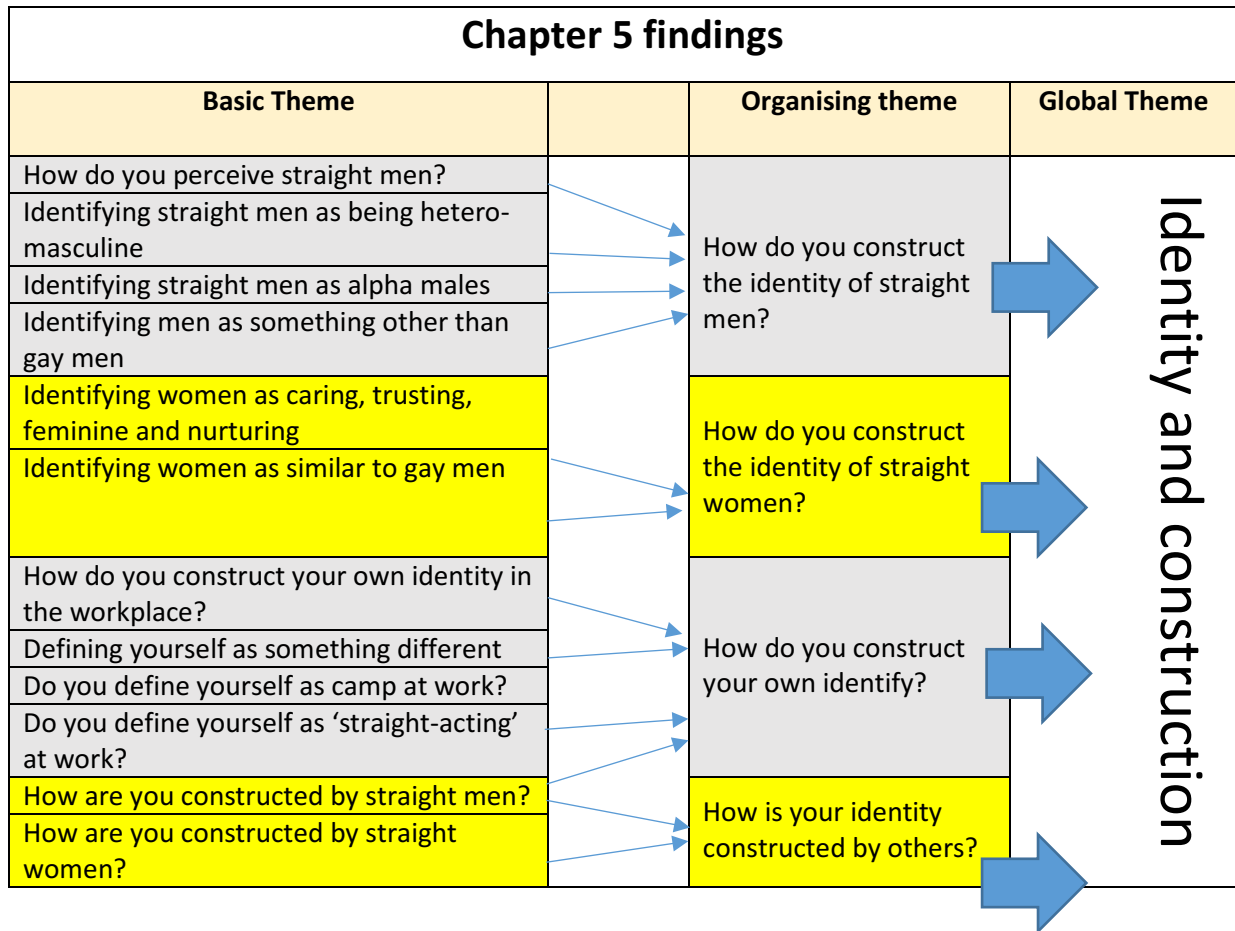 Chapter 5 findings
Basic Theme
Organising theme
Global Theme
How do you perceive straight men?
Identifying straight men as being hetero-
masculine
Identifying straight men as alpha males
Identifying men as something other than
gay men
How do you construct
the identity of straight
men?
Identifying women as caring, trusting,
feminine and nurturing
Identifying women as similar to gay men
How do you construct
the identity of straight
women?
How do you construct your own identity in
the workplace?
Defining yourself as something different
Do you define yourself as camp at work?
Do you define yourself as ‘straight-acting’
at work?
How do you construct
your own identify?
How are you constructed by straight men?
How are you constructed by straight
women?
How is your identity
constructed by others?
Identity and construction